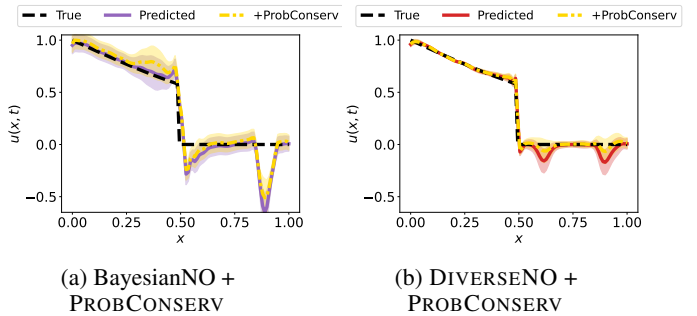 True Predicted +ProbConserv
True Predicted +ProbConserv
1.0
0.5
0.0
−0.5
u(x, t)
0.00 0.25 0.50 0.75 1.00
x
1.0
0.5
0.0
−0.5
u(x, t)
0.00 0.25 0.50 0.75 1.00
x
(a) BayesianNO +
PROBCONSERV
(b) DIVERSENO +
PROBCONSERV